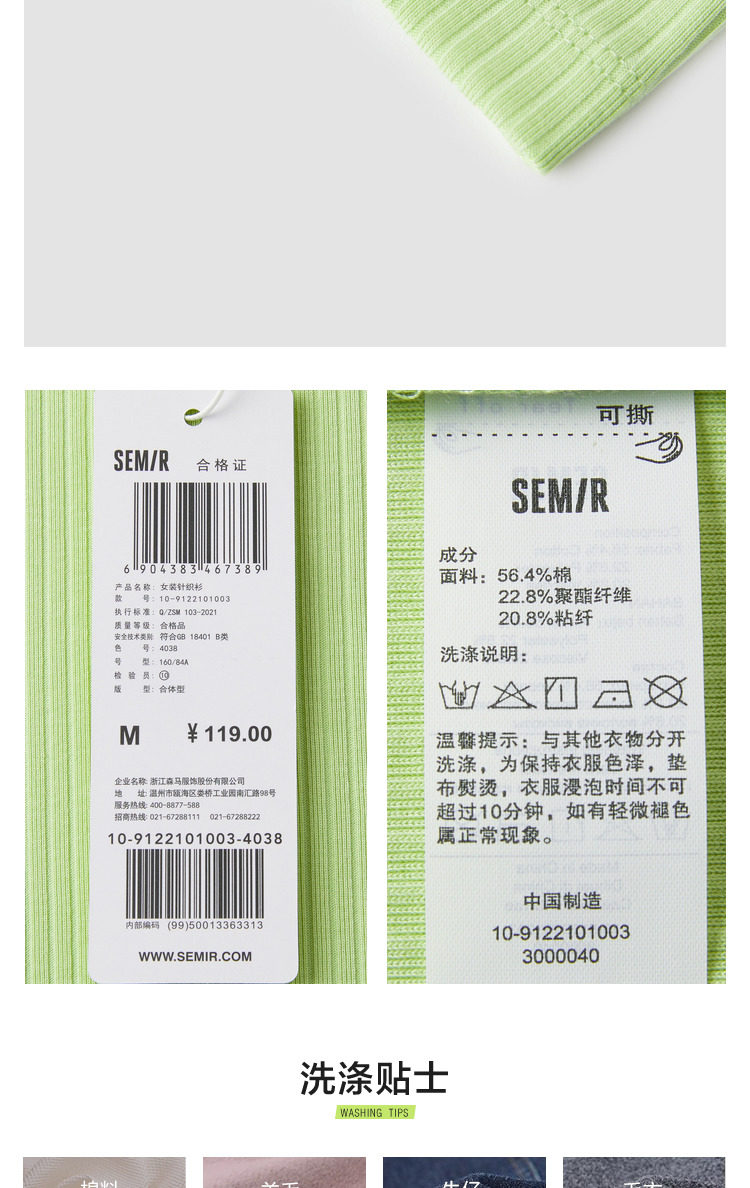 SEMIR 合格证
6 904383 467389
产品名称: 女装针织衫
款 号: 10-9122101003
执行标准: Q/ZSM 103-2021
质量等级: 合格品
安全技术类别: 符合GB 18401 B类
色 号: 4038
号 型: 160/84A
检 验 员: ⑩
版 型: 合体型
M ¥119.00
企业名称: 浙江森马服饰股份有限公司
地 址: 温州市瓯海区娄桥工业园南汇路98号
服务热线: 400-8877-588
招商热线: 021-67288111 021-67288222
10-9122101003-4038
内部编码 (99)50013363313
WWW.SEMIR.COM
可撕
SEMIR
成分
面料: 56.4%棉
22.8%聚酯纤维
20.8%粘纤
洗涤说明:
温馨提示: 与其他衣物分开
洗涤, 为保持衣服色泽, 垫
布熨烫, 衣服浸泡时间不可
超过10分钟, 如有轻微褪色
属正常现象。
中国制造
10-9122101003
3000040
洗涤贴士
WASHING TIPS